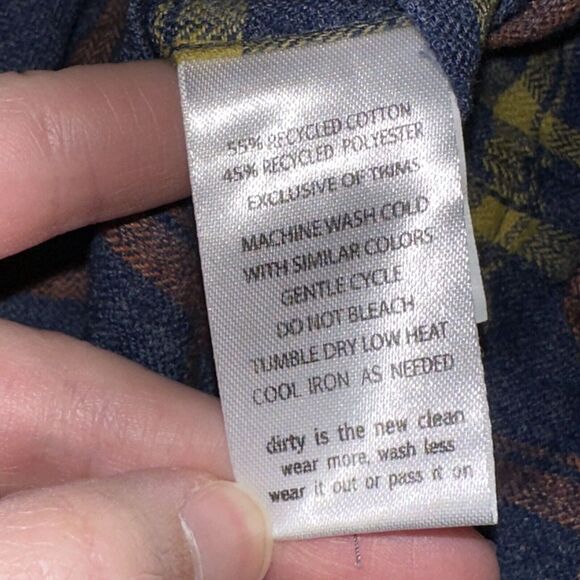 55% RECYCLED COTTON
45% RECYCLED POLYESTER
EXCLUSIVE OF TRIMS
MACHINE WASH COLD
WITH SIMILAR COLORS
GENTLE CYCLE
DO NOT BLEACH
TUMBLE DRY LOW HEAT
COOL IRON AS NEEDED
dirty is the new clean
wear more, wash less
wear it out or pass it on